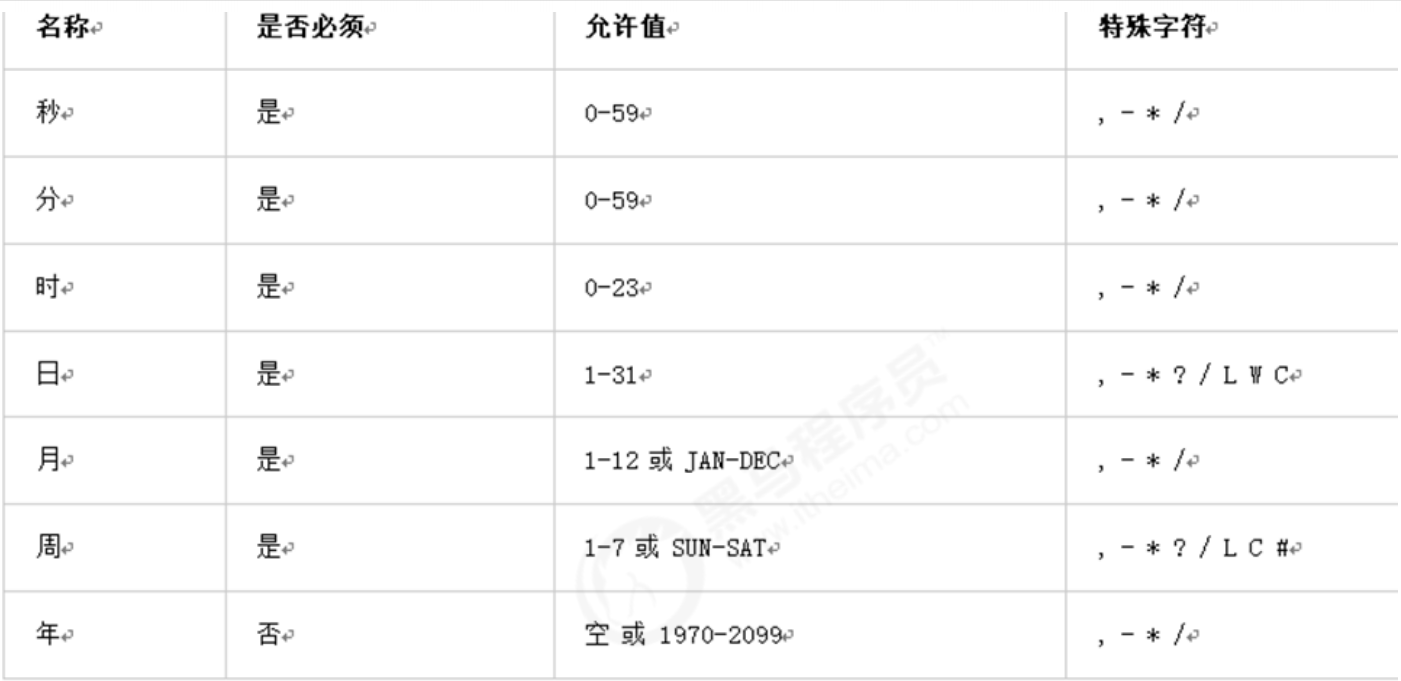 名称 是否必须 允许值 特殊字符
秒 是 0-59 , - * /
分 是 0-59 , - * /
时 是 0-23 , - * /
日 是 1-31 , - * ? / L W C
月 是 1-12 或 JAN-DEC , - * /
周 是 1-7 或 SUN-SAT , - * ? / L C #
年 否 空 或 1970-2099 , - * /
黑马程序员™
www.itheima.com